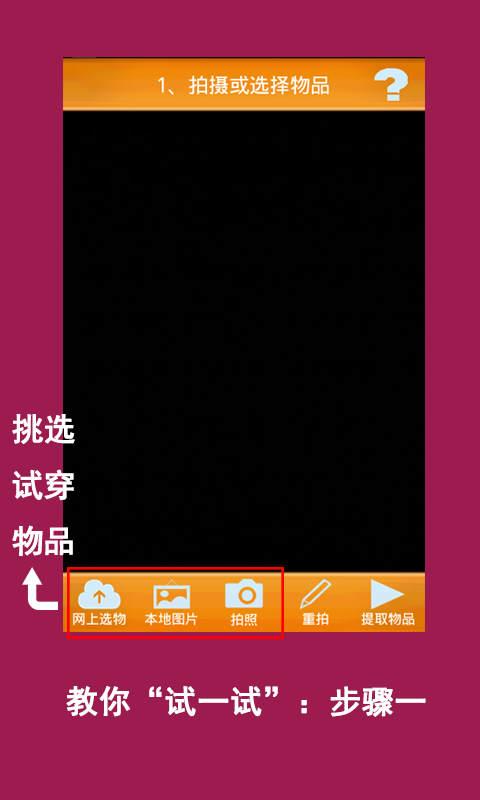 1、拍摄或选择物品
?
挑选
试穿
物品
网上选物 本地图片 拍照 重拍 提取物品
教你“试一试”：步骤一